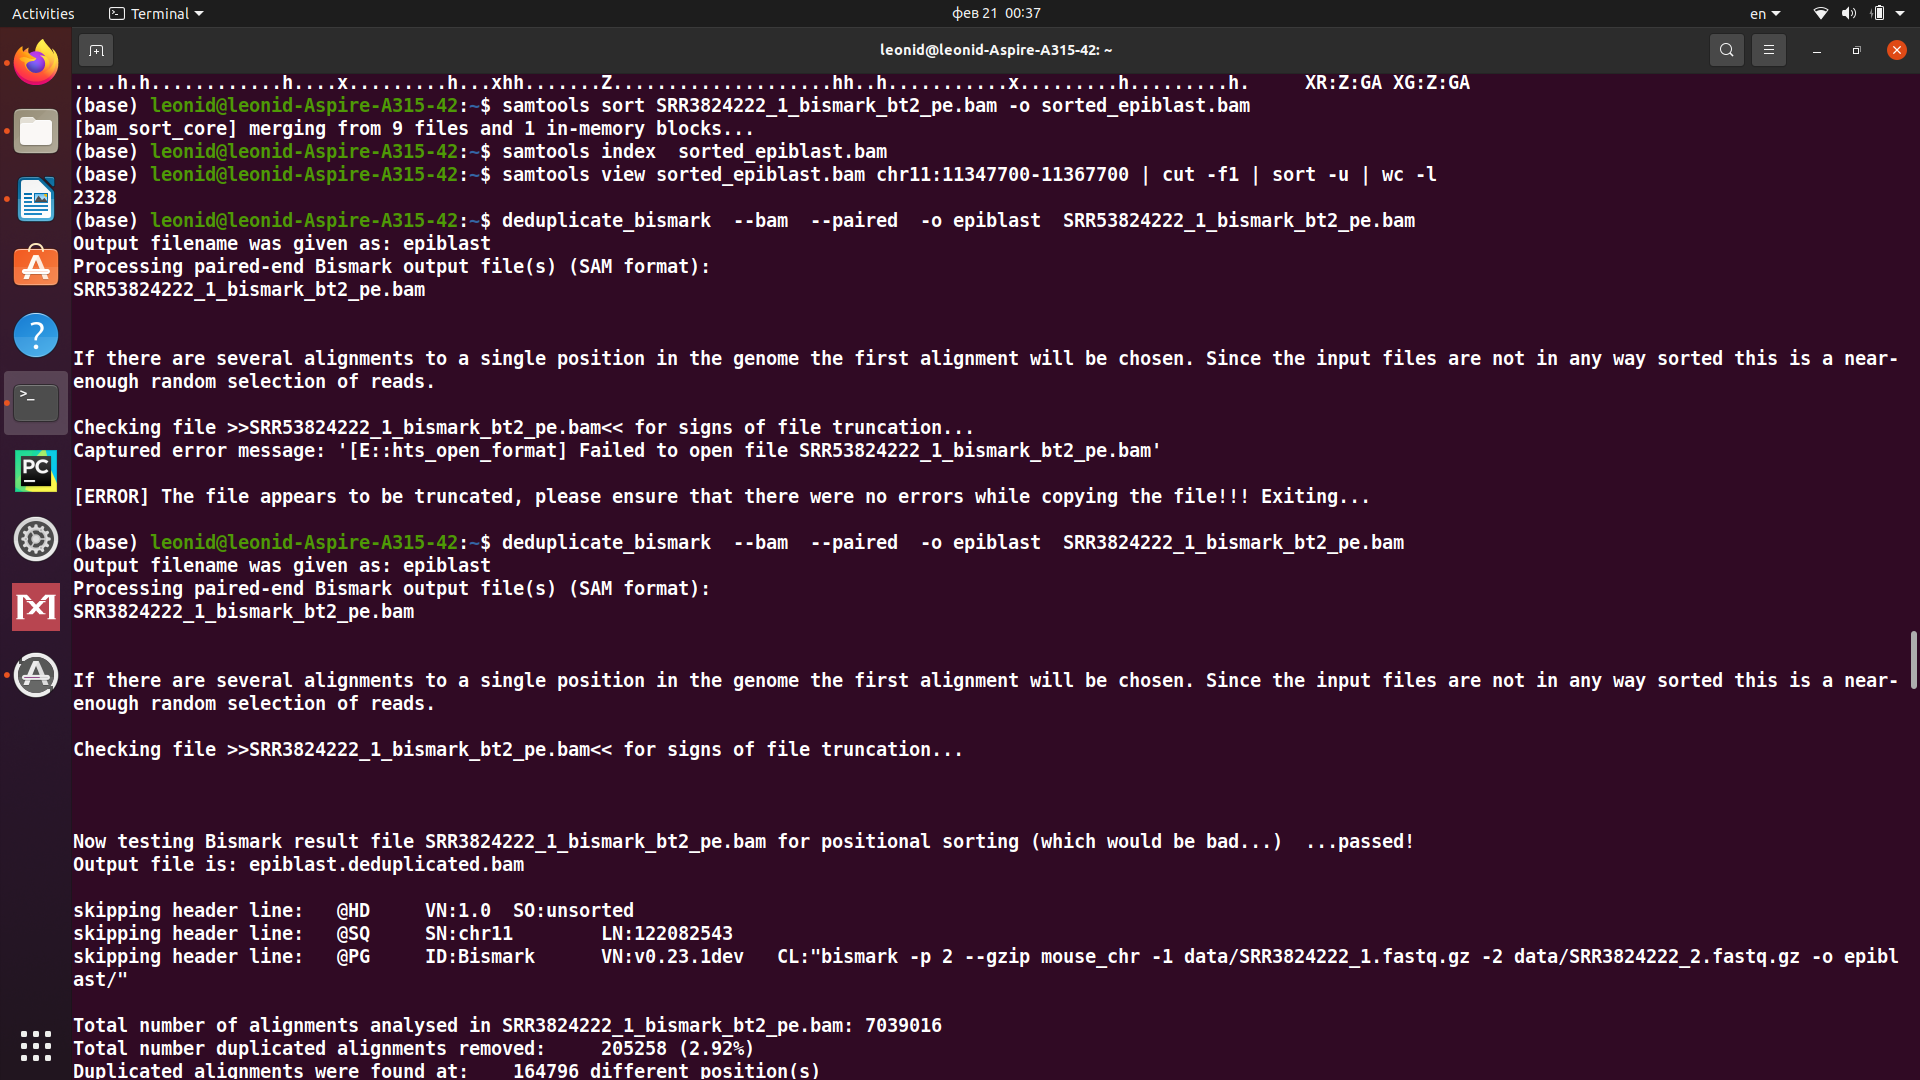 Activities Terminal фев 21 00:37 en
leonid@leonid-Aspire-A315-42: ~
....h.h............h....x.........h...xhh.......Z....................hh..h...........x.........h.........h.     XR:Z:GA XG:Z:GA
(base) leonid@leonid-Aspire-A315-42:~$ samtools sort SRR3824222_1_bismark_bt2_pe.bam -o sorted_epiblast.bam
[bam_sort_core] merging from 9 files and 1 in-memory blocks...
(base) leonid@leonid-Aspire-A315-42:~$ samtools index  sorted_epiblast.bam
(base) leonid@leonid-Aspire-A315-42:~$ samtools view sorted_epiblast.bam chr11:11347700-11367700 | cut -f1 | sort -u | wc -l
2328
(base) leonid@leonid-Aspire-A315-42:~$ deduplicate_bismark  --bam  --paired  -o epiblast  SRR53824222_1_bismark_bt2_pe.bam
Output filename was given as: epiblast
Processing paired-end Bismark output file(s) (SAM format):
SRR53824222_1_bismark_bt2_pe.bam
If there are several alignments to a single position in the genome the first alignment will be chosen. Since the input files are not in any way sorted this is a near-
enough random selection of reads.
Checking file >>SRR53824222_1_bismark_bt2_pe.bam<< for signs of file truncation...
Captured error message: '[E::hts_open_format] Failed to open file SRR53824222_1_bismark_bt2_pe.bam'
[ERROR] The file appears to be truncated, please ensure that there were no errors while copying the file!!! Exiting...
(base) leonid@leonid-Aspire-A315-42:~$ deduplicate_bismark  --bam  --paired  -o epiblast  SRR3824222_1_bismark_bt2_pe.bam
Output filename was given as: epiblast
Processing paired-end Bismark output file(s) (SAM format):
SRR3824222_1_bismark_bt2_pe.bam
If there are several alignments to a single position in the genome the first alignment will be chosen. Since the input files are not in any way sorted this is a near-
enough random selection of reads.
Checking file >>SRR3824222_1_bismark_bt2_pe.bam<< for signs of file truncation...
Now testing Bismark result file SRR3824222_1_bismark_bt2_pe.bam for positional sorting (which would be bad...)  ...passed!
Output file is: epiblast.deduplicated.bam
skipping header line:   @HD     VN:1.0  SO:unsorted
skipping header line:   @SQ     SN:chr11        LN:122082543
skipping header line:   @PG     ID:Bismark      VN:v0.23.1dev   CL:"bismark -p 2 --gzip mouse_chr -1 data/SRR3824222_1.fastq.gz -2 data/SRR3824222_2.fastq.gz -o epibl
ast/"
Total number of alignments analysed in SRR3824222_1_bismark_bt2_pe.bam: 7039016
Total number duplicated alignments removed:     205258 (2.92%)
Duplicated alignments were found at:    164796 different position(s)
PC